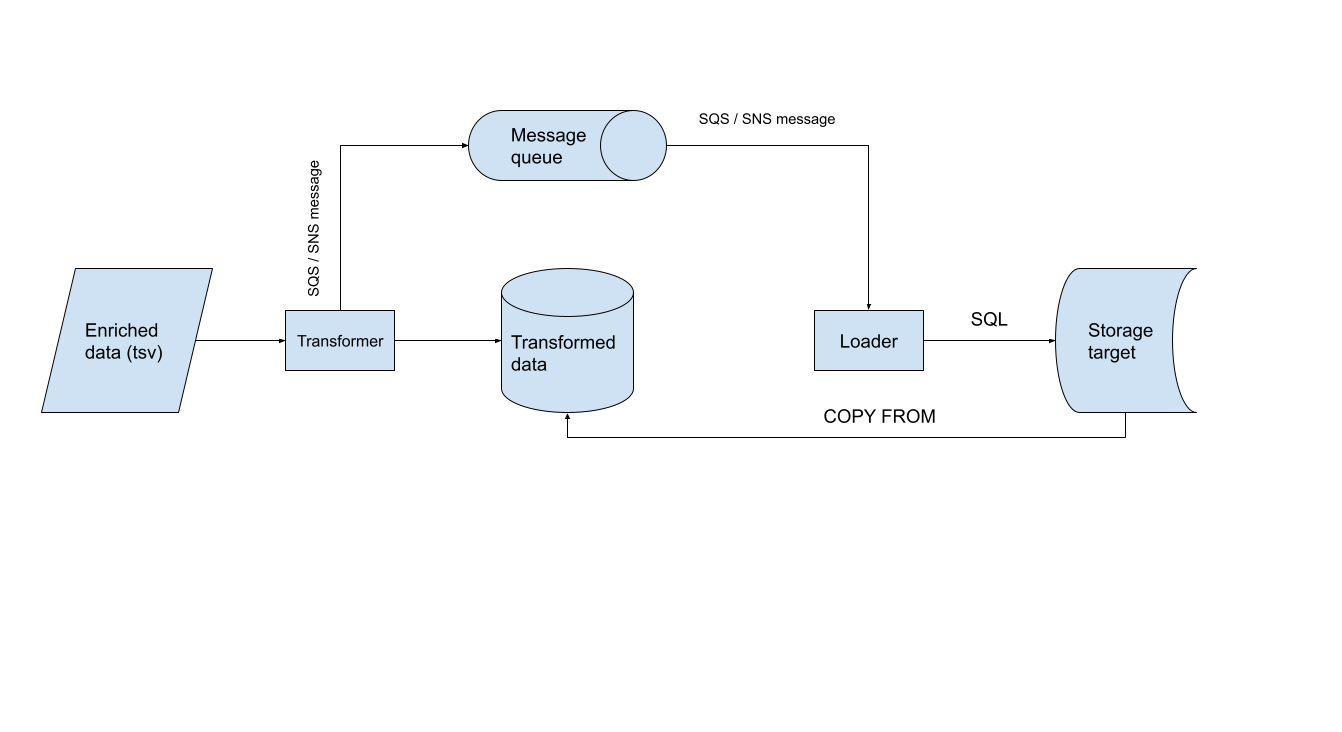 SQS / SNS message
Message
queue
SQS / SNS message
Enriched
data (tsv)
Transformer
Transformed
data
Loader
SQL
Storage
target
COPY FROM